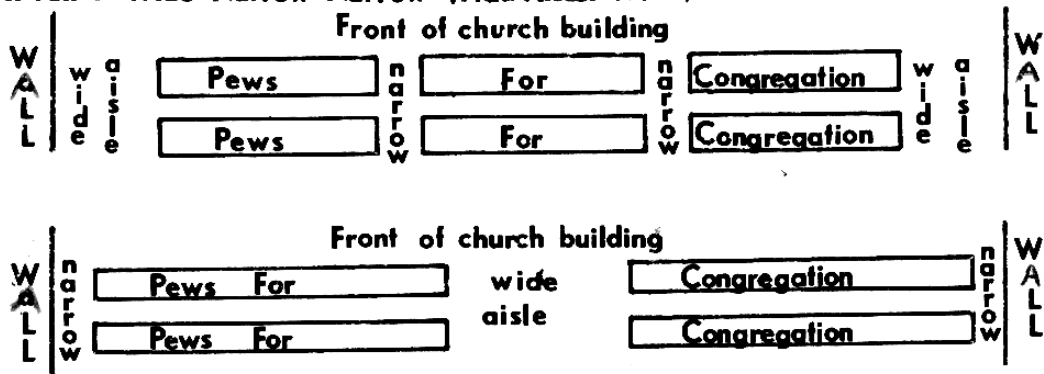 Front of church building
WALL wide aisle Pews narrow For narrow Congregation wide aisle WALL
Pews For Congregation
Front of church building
WALL narrow Pews For wide aisle Congregation narrow WALL
Pews For Congregation